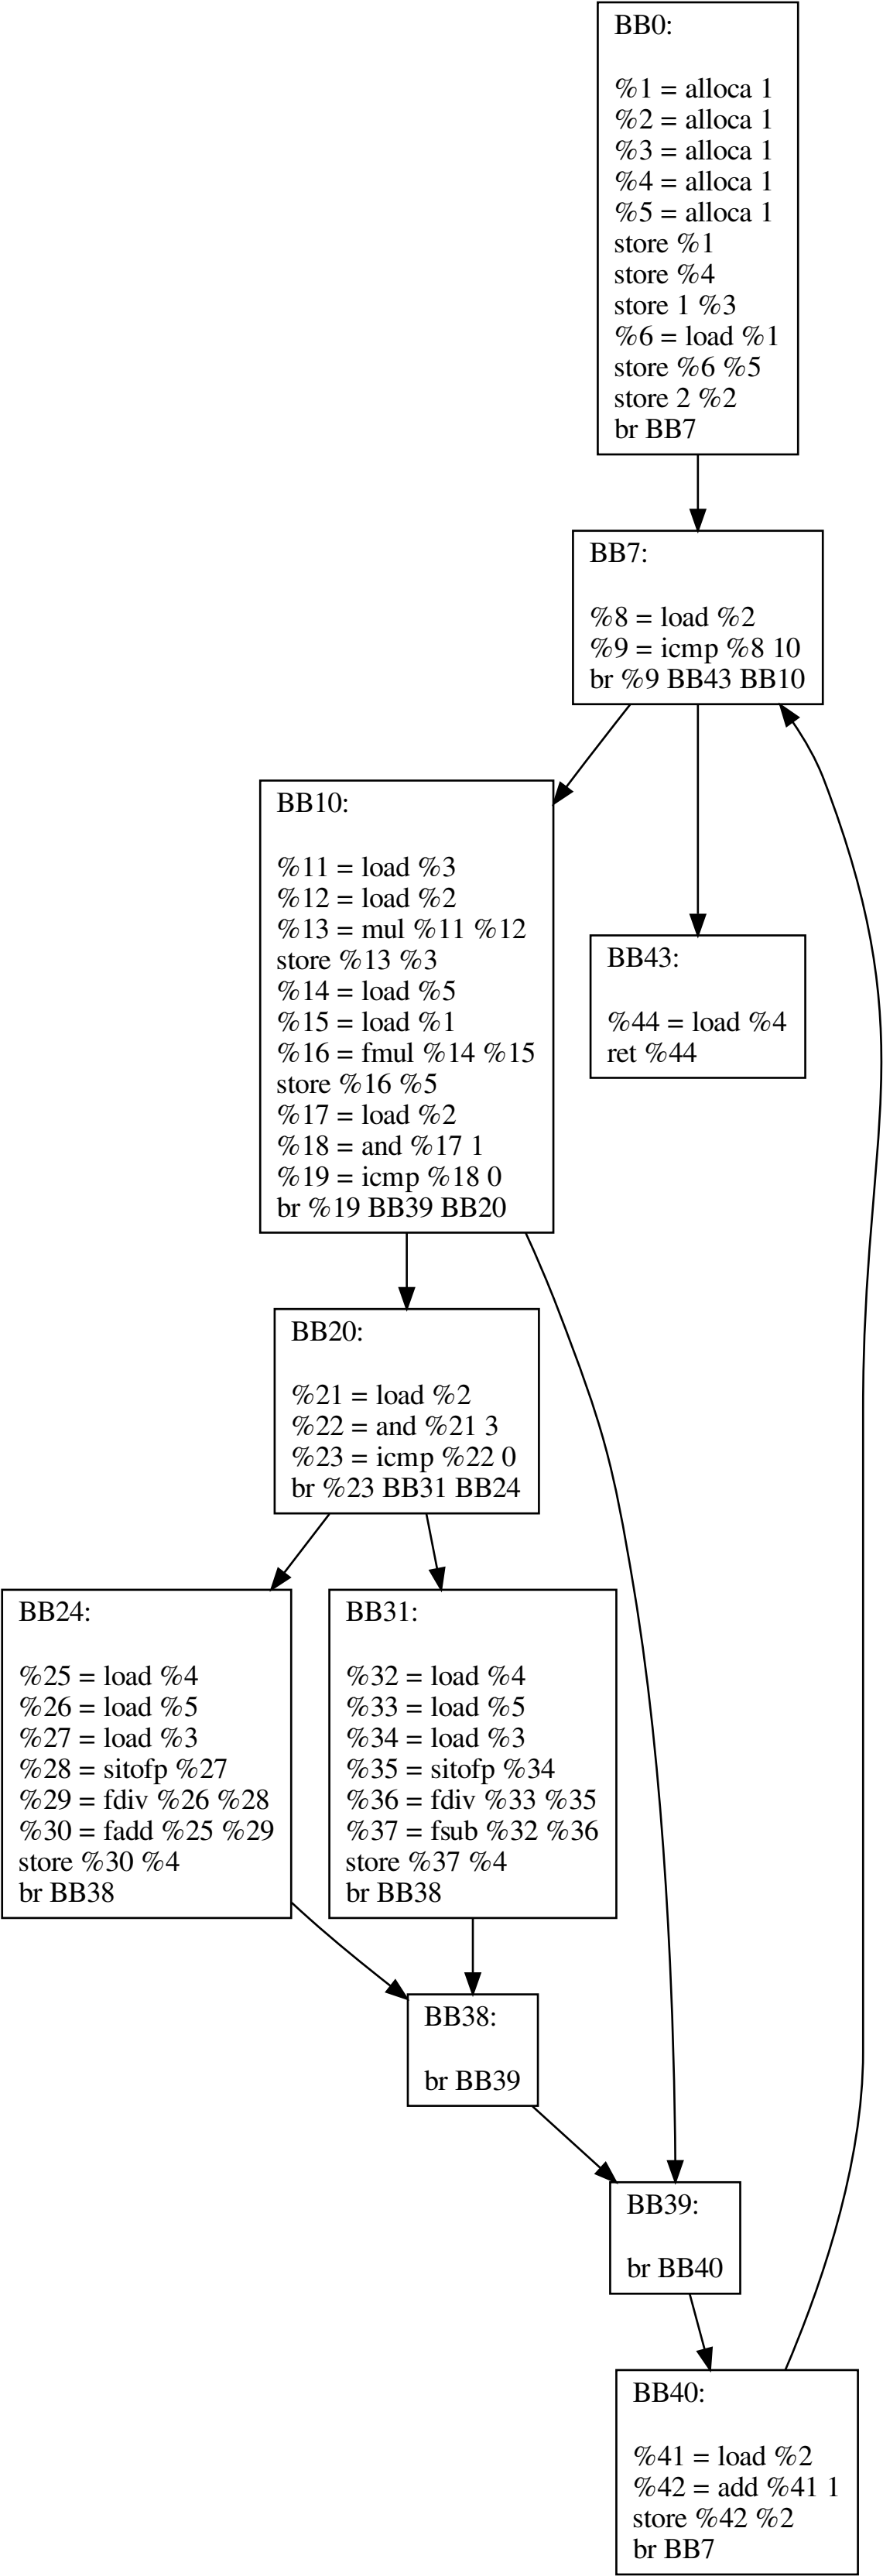 BB0:
%1 = alloca 1
%2 = alloca 1
%3 = alloca 1
%4 = alloca 1
%5 = alloca 1
store %1
store %4
store 1 %3
%6 = load %1
store %6 %5
store 2 %2
br BB7
BB7:
%8 = load %2
%9 = icmp %8 10
br %9 BB43 BB10
BB10:
%11 = load %3
%12 = load %2
%13 = mul %11 %12
store %13 %3
%14 = load %5
%15 = load %1
%16 = fmul %14 %15
store %16 %5
%17 = load %2
%18 = and %17 1
%19 = icmp %18 0
br %19 BB39 BB20
BB43:
%44 = load %4
ret %44
BB20:
%21 = load %2
%22 = and %21 3
%23 = icmp %22 0
br %23 BB31 BB24
BB24:
%25 = load %4
%26 = load %5
%27 = load %3
%28 = sitofp %27
%29 = fdiv %26 %28
%30 = fadd %25 %29
store %30 %4
br BB38
BB31:
%32 = load %4
%33 = load %5
%34 = load %3
%35 = sitofp %34
%36 = fdiv %33 %35
%37 = fsub %32 %36
store %37 %4
br BB38
BB38:
br BB39
BB39:
br BB40
BB40:
%41 = load %2
%42 = add %41 1
store %42 %2
br BB7